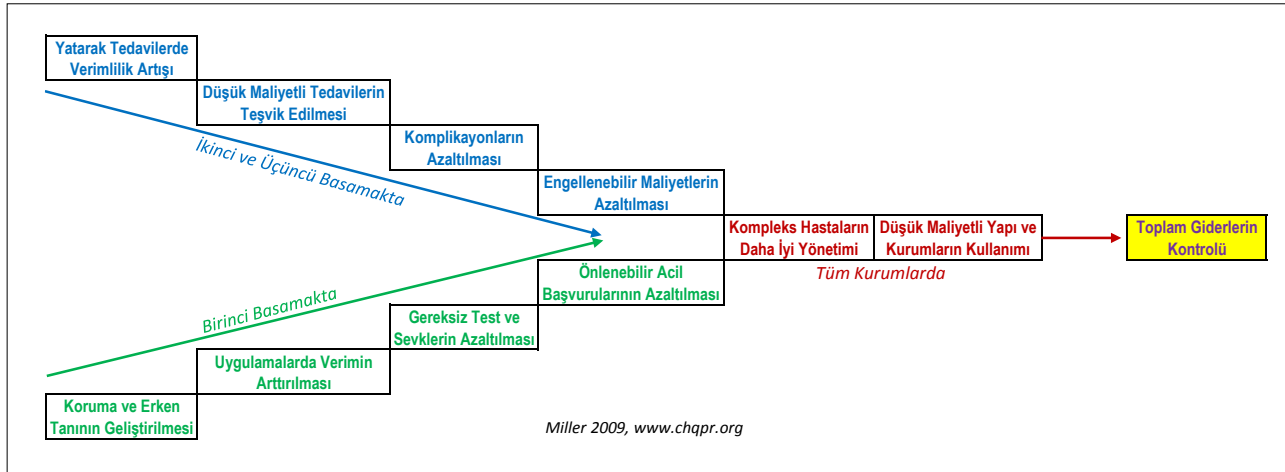 Yatarak Tedavilerde
Verimlilik Artışı
Düşük Maliyetli Tedavilerin
Teşvik Edilmesi
Komplikayonların
Azaltılması
İkinci ve Üçüncü Basamakta
Engellenebilir Maliyetlerin
Azaltılması
Kompleks Hastaların
Daha İyi Yönetimi
Düşük Maliyetli Yapı ve
Kurumların Kullanımı
Toplam Giderlerin
Kontrolü
Tüm Kurumlarda
Önlenebilir Acil
Başvurularının Azaltılması
Birinci Basamakta
Gereksiz Test ve
Sevklerin Azaltılması
Uygulamalarda Verimin
Arttırılması
Koruma ve Erken
Tanının Geliştirilmesi
Miller 2009, www.chqpr.org